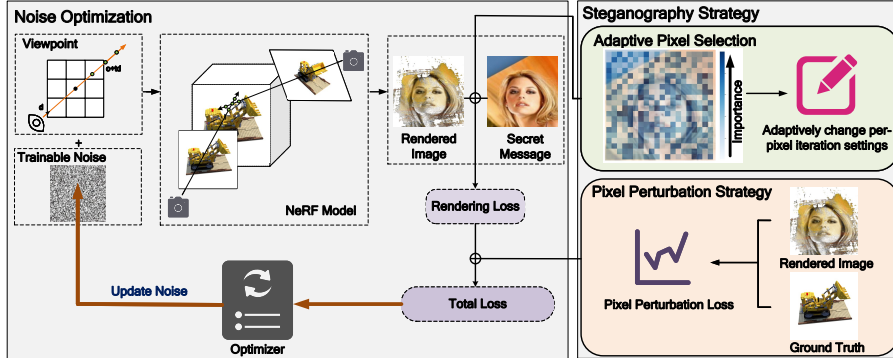 Noise Optimization
Viewpoint
o+td
d
+
Trainable Noise
NeRF Model
Rendered
Image
Secret
Message
Rendering Loss
Total Loss
Update Noise
Optimizer
Steganography Strategy
Adaptive Pixel Selection
Importance
Adaptively change per-
pixel iteration settings
Pixel Perturbation Strategy
Pixel Perturbation Loss
Rendered Image
Ground Truth